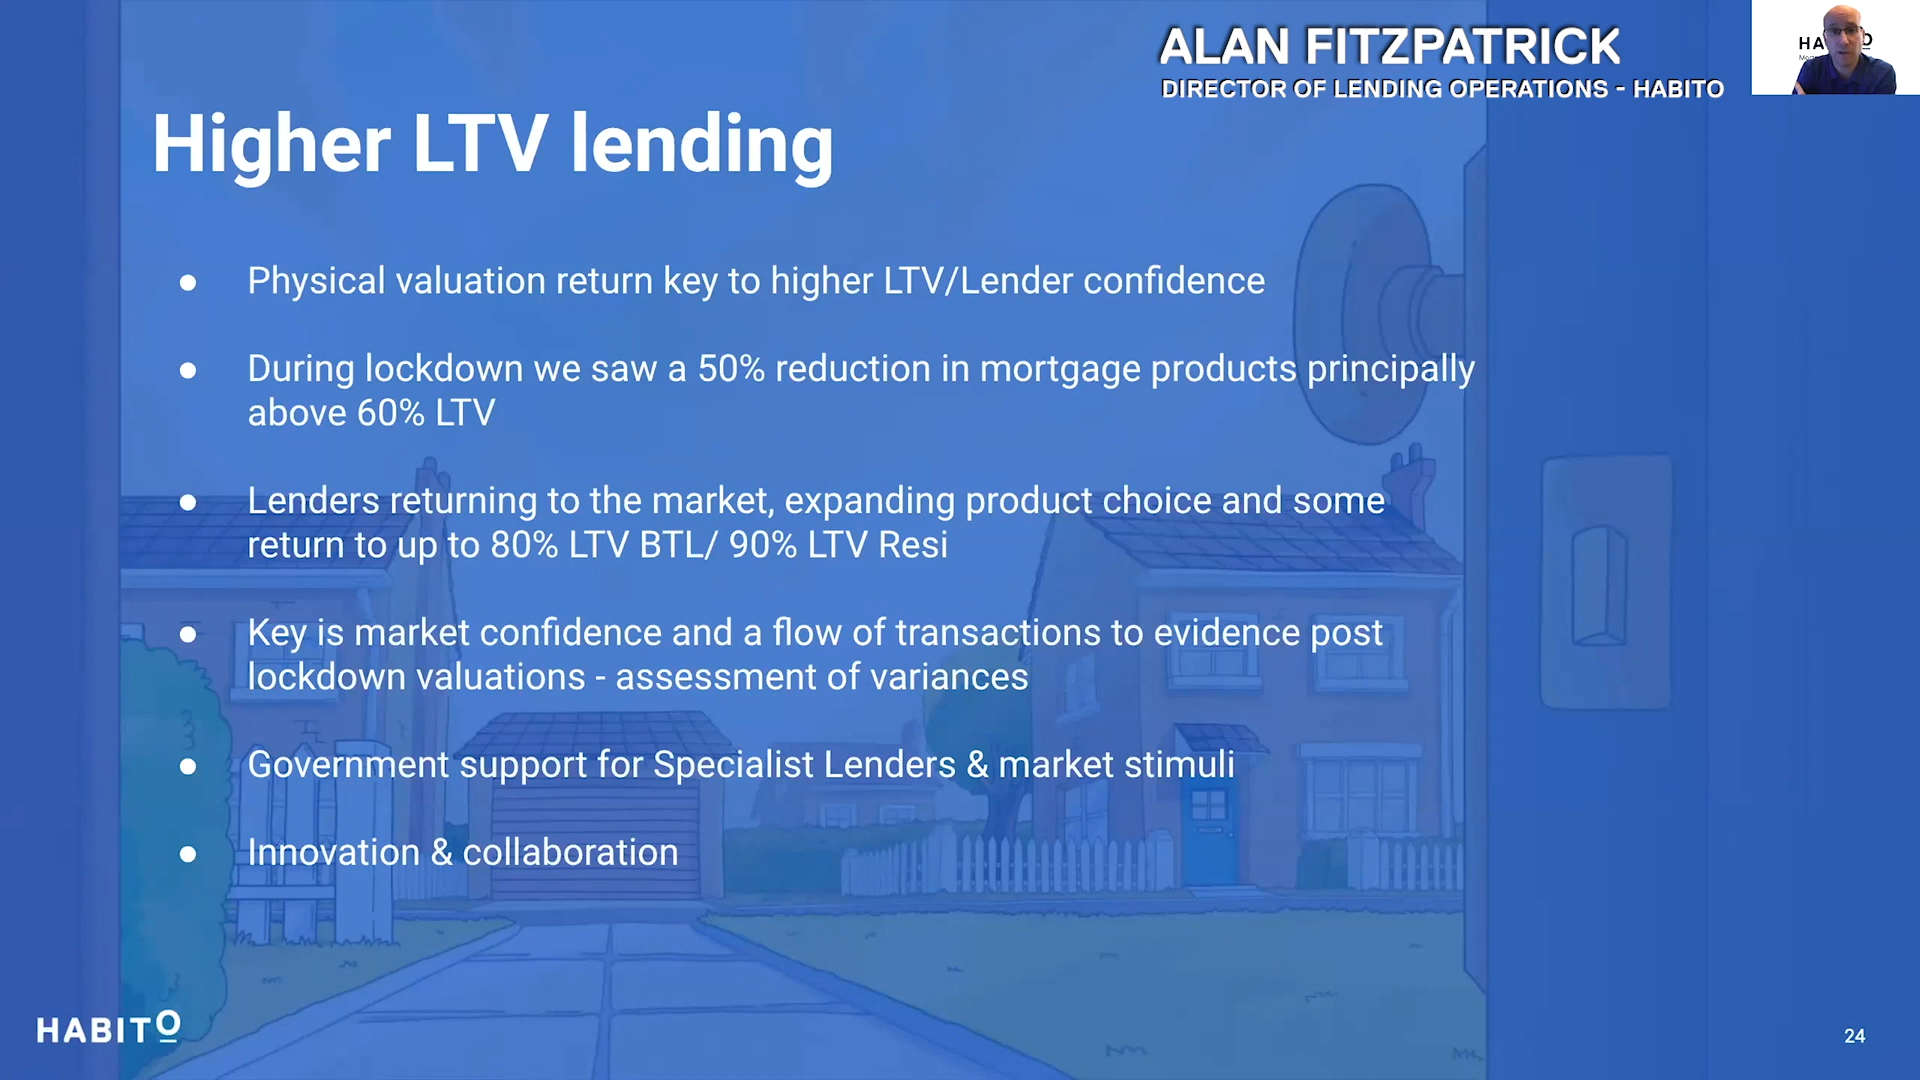 ALAN FITZPATRICK
DIRECTOR OF LENDING OPERATIONS - HABITO
Higher LTV lending
Physical valuation return key to higher LTV/Lender confidence
During lockdown we saw a 50% reduction in mortgage products principally
above 60% LTV
Lenders returning to the market, expanding product choice and some
return to up to 80% LTV BTL/ 90% LTV Resi
Key is market confidence and a flow of transactions to evidence post
lockdown valuations - assessment of variances
Government support for Specialist Lenders & market stimuli
Innovation & collaboration
HABITO
24